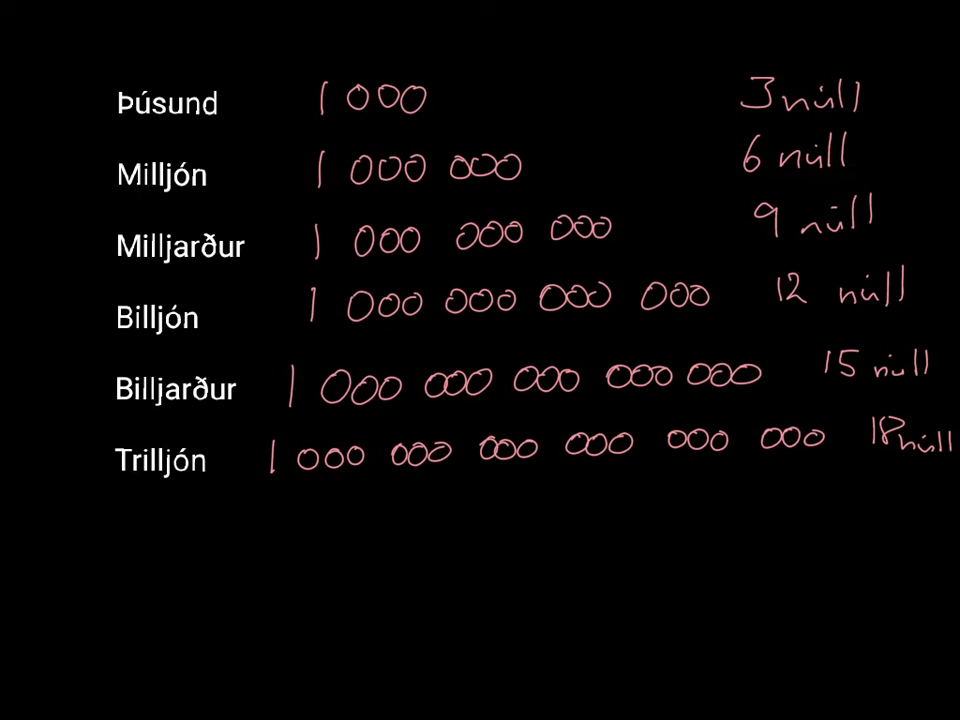 Þúsund 1 000 3 núll
Milljón 1 000 000 6 núll
Milljarður 1 000 000 000 9 núll
Billjón 1 000 000 000 000 12 núll
Billjarður 1 000 000 000 000 000 15 núll
Trilljón 1 000 000 000 000 000 000 18 núll